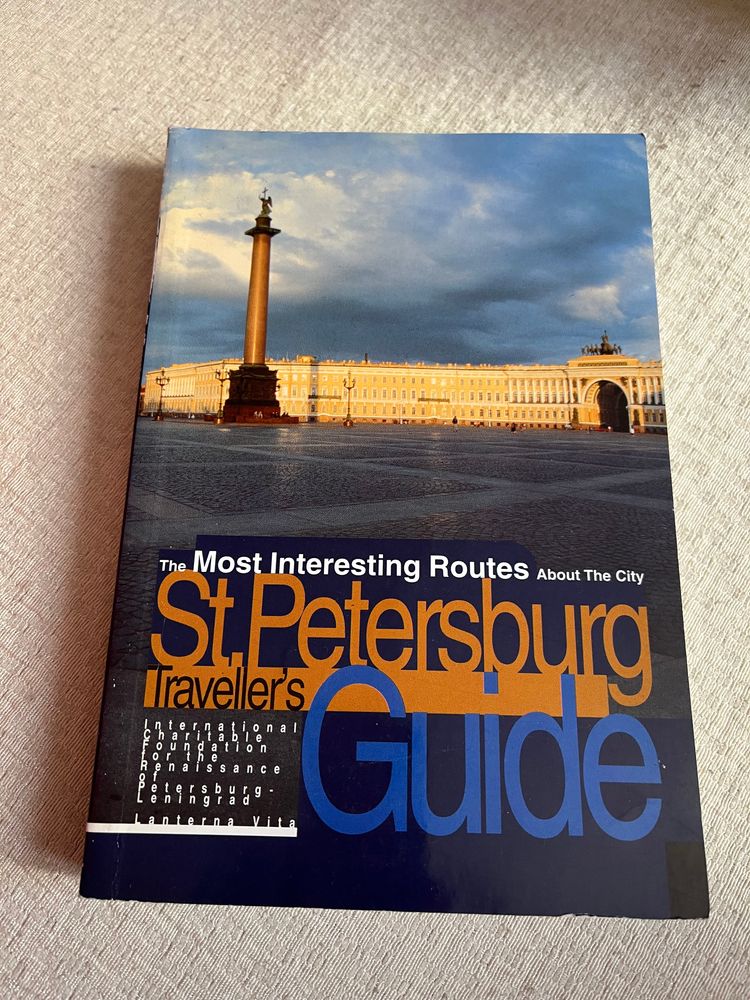 The Most Interesting Routes About The City
St.Petersburg
Traveller's
Guide
International
Charitable
Foundation
for the
Renaissance
of
Petersburg-
Leningrad
Lanterna Vita